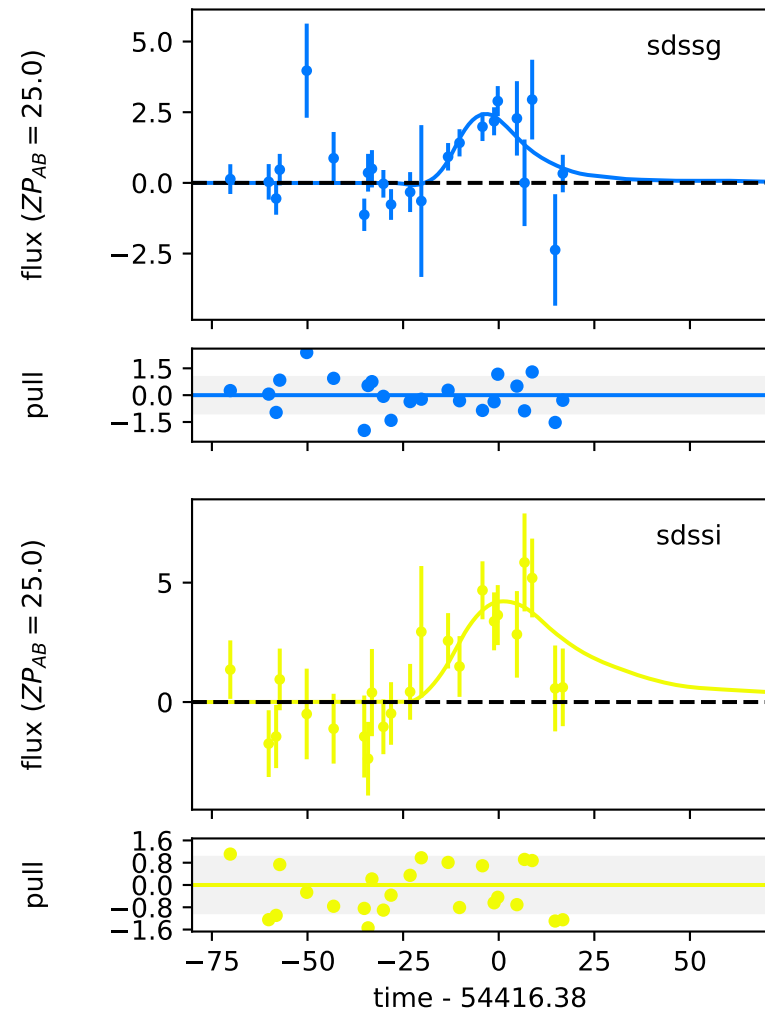 sdssg
flux (ZP_AB = 25.0)
5.0
2.5
0.0
−2.5
pull
1.5
0.0
−1.5
sdssi
flux (ZP_AB = 25.0)
5
0
pull
1.6
0.8
0.0
−0.8
−1.6
−75 −50 −25 0 25 50
time - 54416.38